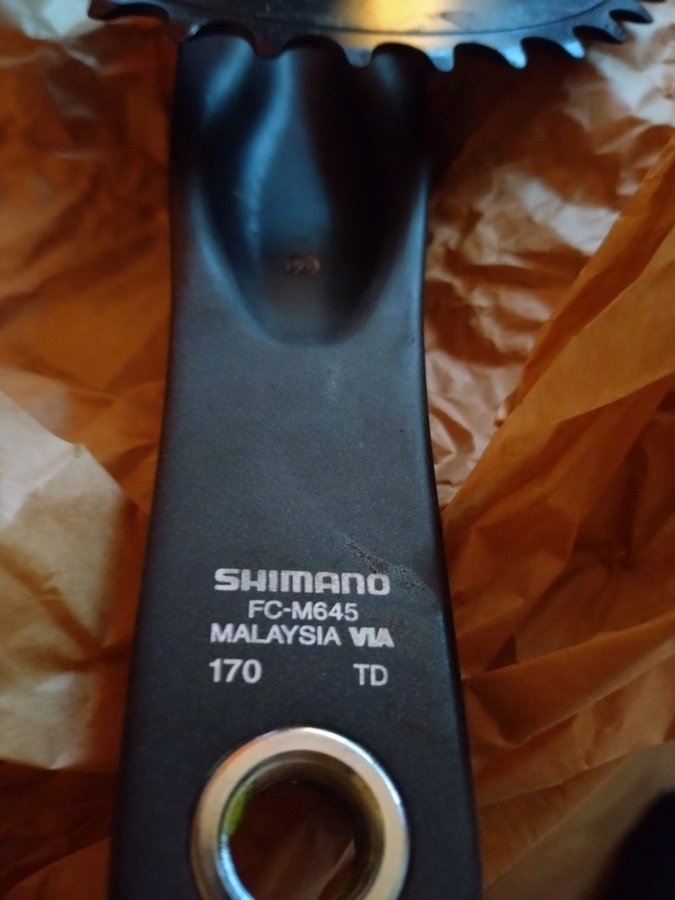 SHIMANO
FC-M645
MALAYSIA VIA
170 TD